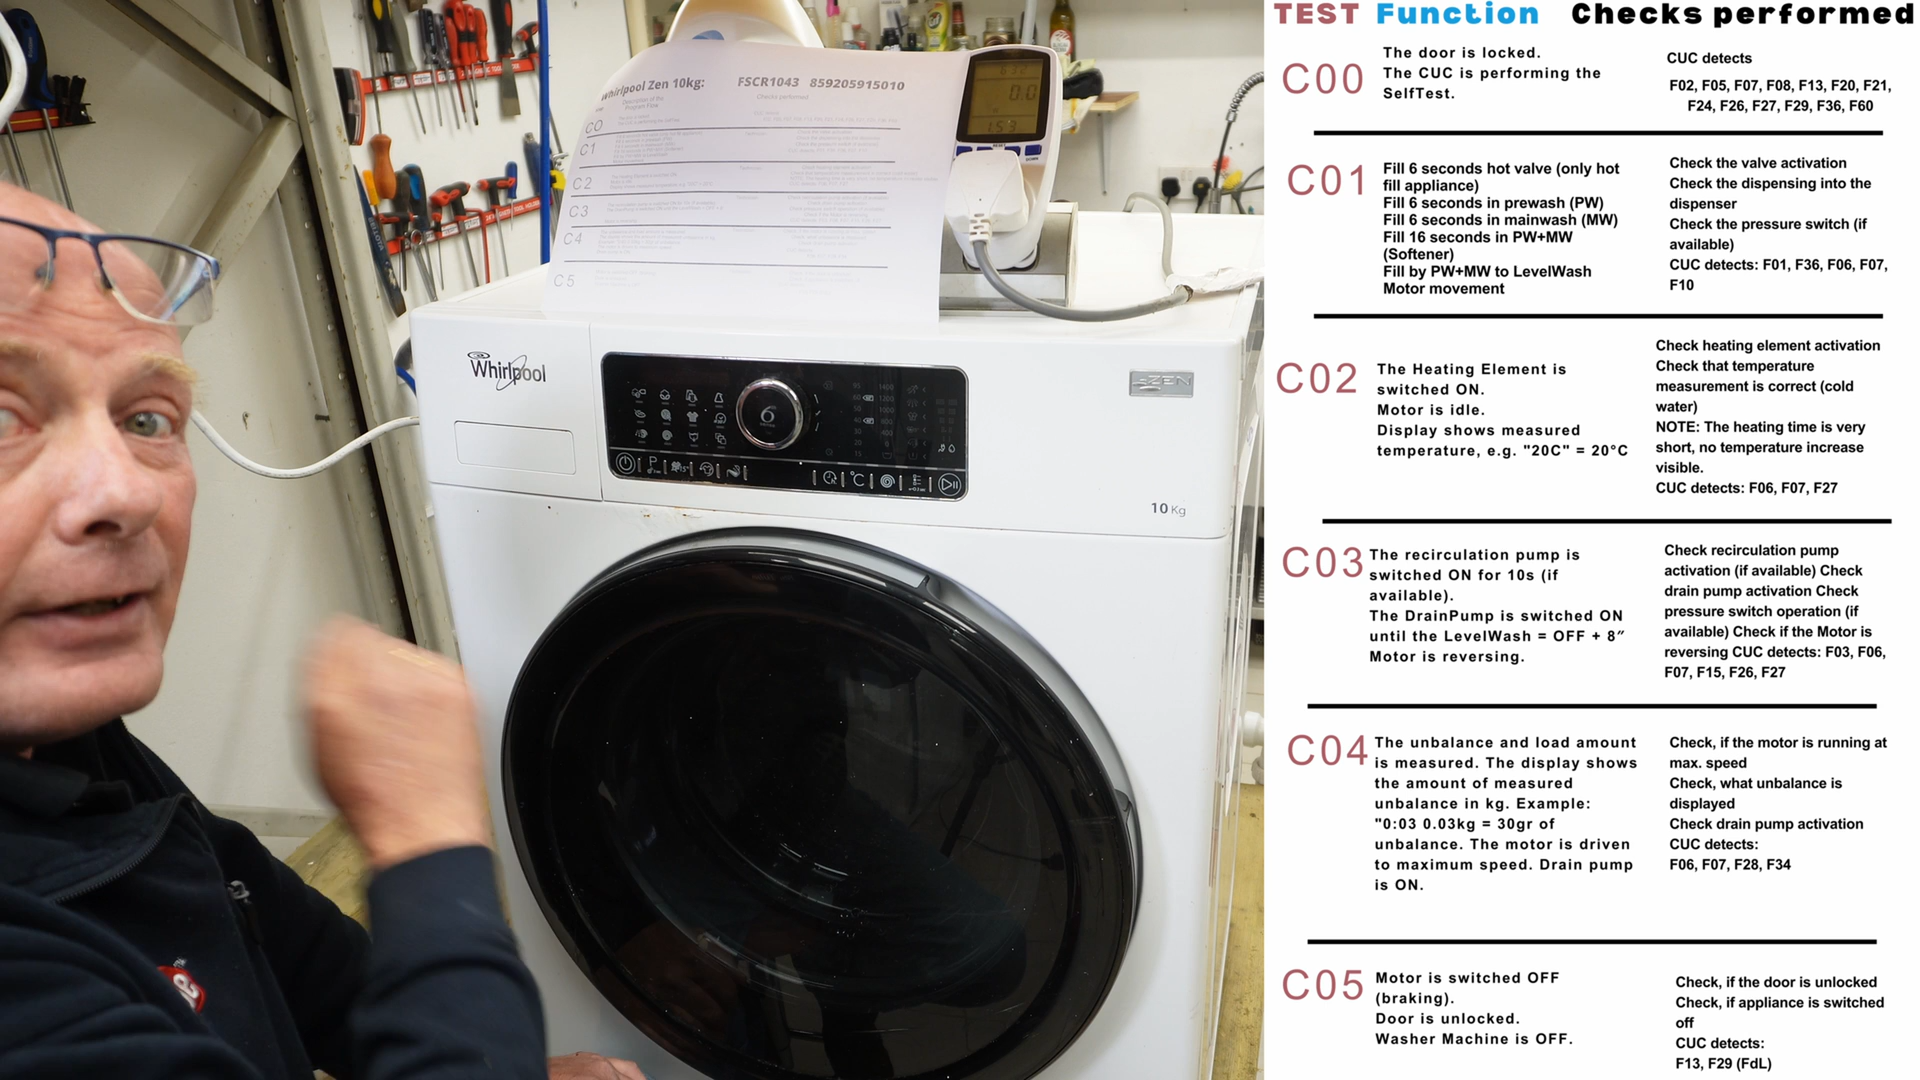 Whirlpool Zen 10kg: FSCR1043 859205915010
Checks performed
C0
C1
C2
C3
C4
C5
Whirlpool
6
ZEN
10 Kg
TEST Function Checks performed
C00
The door is locked.
The CUC is performing the
SelfTest.
CUC detects
F02, F05, F07, F08, F13, F20, F21,
F24, F26, F27, F29, F36, F60
C01
Fill 6 seconds hot valve (only hot
fill appliance)
Fill 6 seconds in prewash (PW)
Fill 6 seconds in mainwash (MW)
Fill 16 seconds in PW+MW
(Softener)
Fill by PW+MW to LevelWash
Motor movement
Check the valve activation
Check the dispensing into the
dispenser
Check the pressure switch (if
available)
CUC detects: F01, F36, F06, F07,
F10
C02
The Heating Element is
switched ON.
Motor is idle.
Display shows measured
temperature, e.g. "20C" = 20°C
Check heating element activation
Check that temperature
measurement is correct (cold
water)
NOTE: The heating time is very
short, no temperature increase
visible.
CUC detects: F06, F07, F27
C03
The recirculation pump is
switched ON for 10s (if
available).
The DrainPump is switched ON
until the LevelWash = OFF + 8″
Motor is reversing.
Check recirculation pump
activation (if available) Check
drain pump activation Check
pressure switch operation (if
available) Check if the Motor is
reversing CUC detects: F03, F06,
F07, F15, F26, F27
C04
The unbalance and load amount
is measured. The display shows
the amount of measured
unbalance in kg. Example:
"0:03 0.03kg = 30gr of
unbalance. The motor is driven
to maximum speed. Drain pump
is ON.
Check, if the motor is running at
max. speed
Check, what unbalance is
displayed
Check drain pump activation
CUC detects:
F06, F07, F28, F34
C05
Motor is switched OFF
(braking).
Door is unlocked.
Washer Machine is OFF.
Check, if the door is unlocked
Check, if appliance is switched
off
CUC detects:
F13, F29 (FdL)